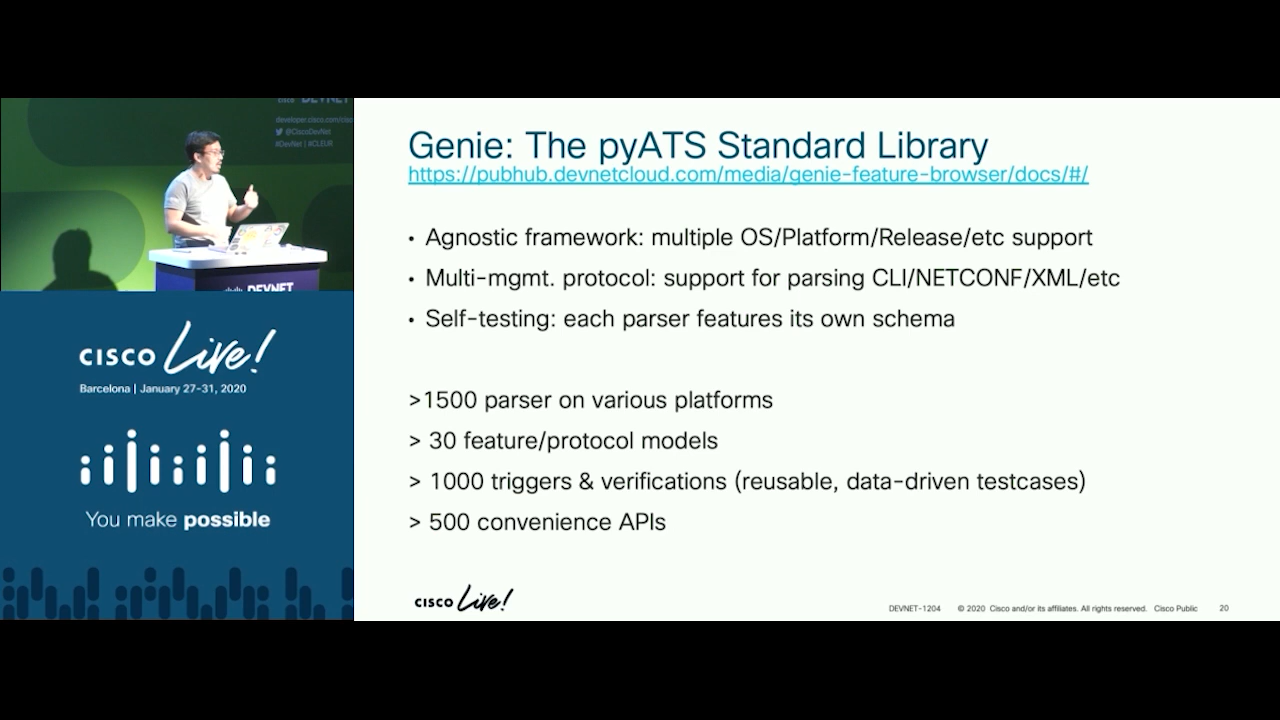 CISCO DEVNET
developer.cisco.com/cisc
@CiscoDevNet
#DevNet | #CLEUR
DEVNET
CISCO Live!
Barcelona | January 27-31, 2020
You make possible
Genie: The pyATS Standard Library
https://pubhub.devnetcloud.com/media/genie-feature-browser/docs/#/
• Agnostic framework: multiple OS/Platform/Release/etc support
• Multi-mgmt. protocol: support for parsing CLI/NETCONF/XML/etc
• Self-testing: each parser features its own schema
>1500 parser on various platforms
> 30 feature/protocol models
> 1000 triggers & verifications (reusable, data-driven testcases)
> 500 convenience APIs
CISCO Live!
DEVNET-1204 © 2020 Cisco and/or its affiliates. All rights reserved. Cisco Public 20